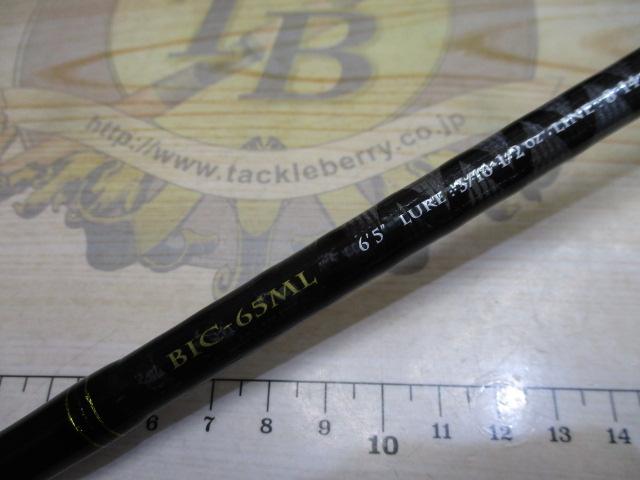 TB
http://www.tackleberry.co.jp
BIC-65ML 6'5" LURE : 3/16-1/2 oz. LINE :
6 7 8 9 10 11 12 13 14